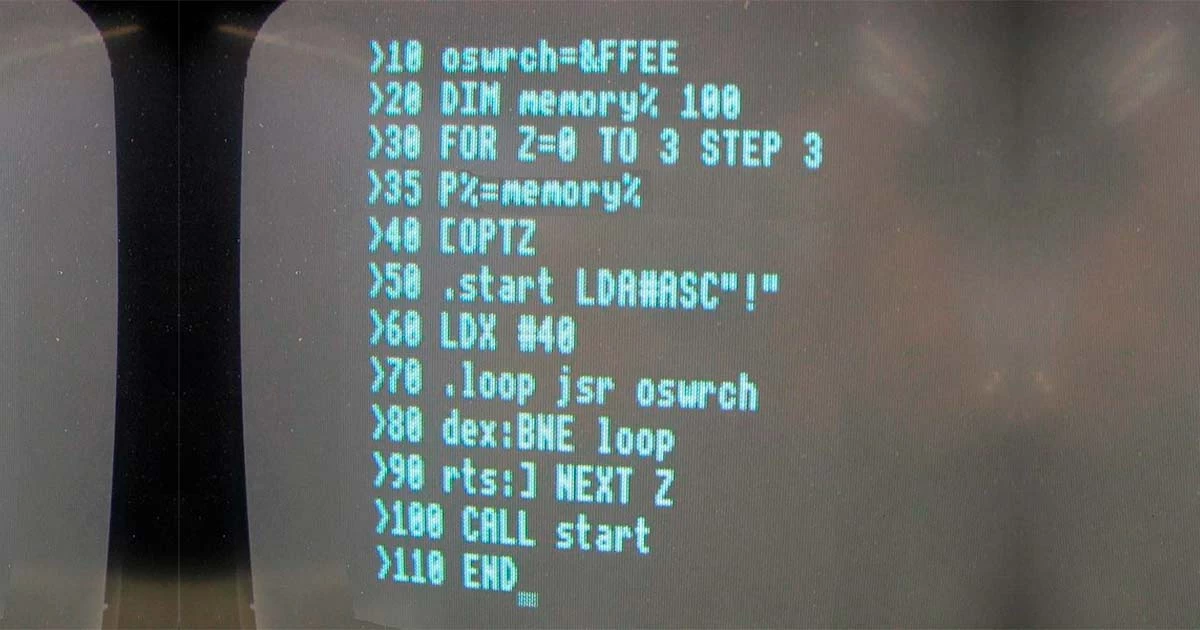 >10 oswrch=&FFEE
>20 DIM memory% 100
>30 FOR Z=0 TO 3 STEP 3
>35 P%=memory%
>40 [OPTZ
>50 .start LDA#ASC"!"
>60 LDX #40
>70 .loop jsr oswrch
>80 dex:BNE loop
>90 rts:] NEXT Z
>100 CALL start
>110 END_